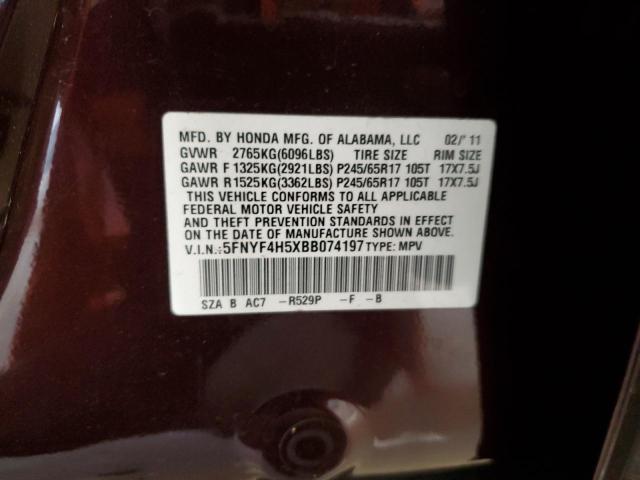 MFD. BY HONDA MFG. OF ALABAMA, LLC 02/'11
GVWR 2765KG(6096LBS) TIRE SIZE RIM SIZE
GAWR F 1325KG(2921LBS) P245/65R17 105T 17X7.5J
GAWR R 1525KG(3362LBS) P245/65R17 105T 17X7.5J
THIS VEHICLE CONFORMS TO ALL APPLICABLE
FEDERAL MOTOR VEHICLE SAFETY
AND THEFT PREVENTION STANDARDS IN EFFECT
ON THE DATE OF MANUFACTURE SHOWN ABOVE.
V.I.N.:5FNYF4H5XBB074197 TYPE: MPV
SZA B AC7 -R529P -F -B